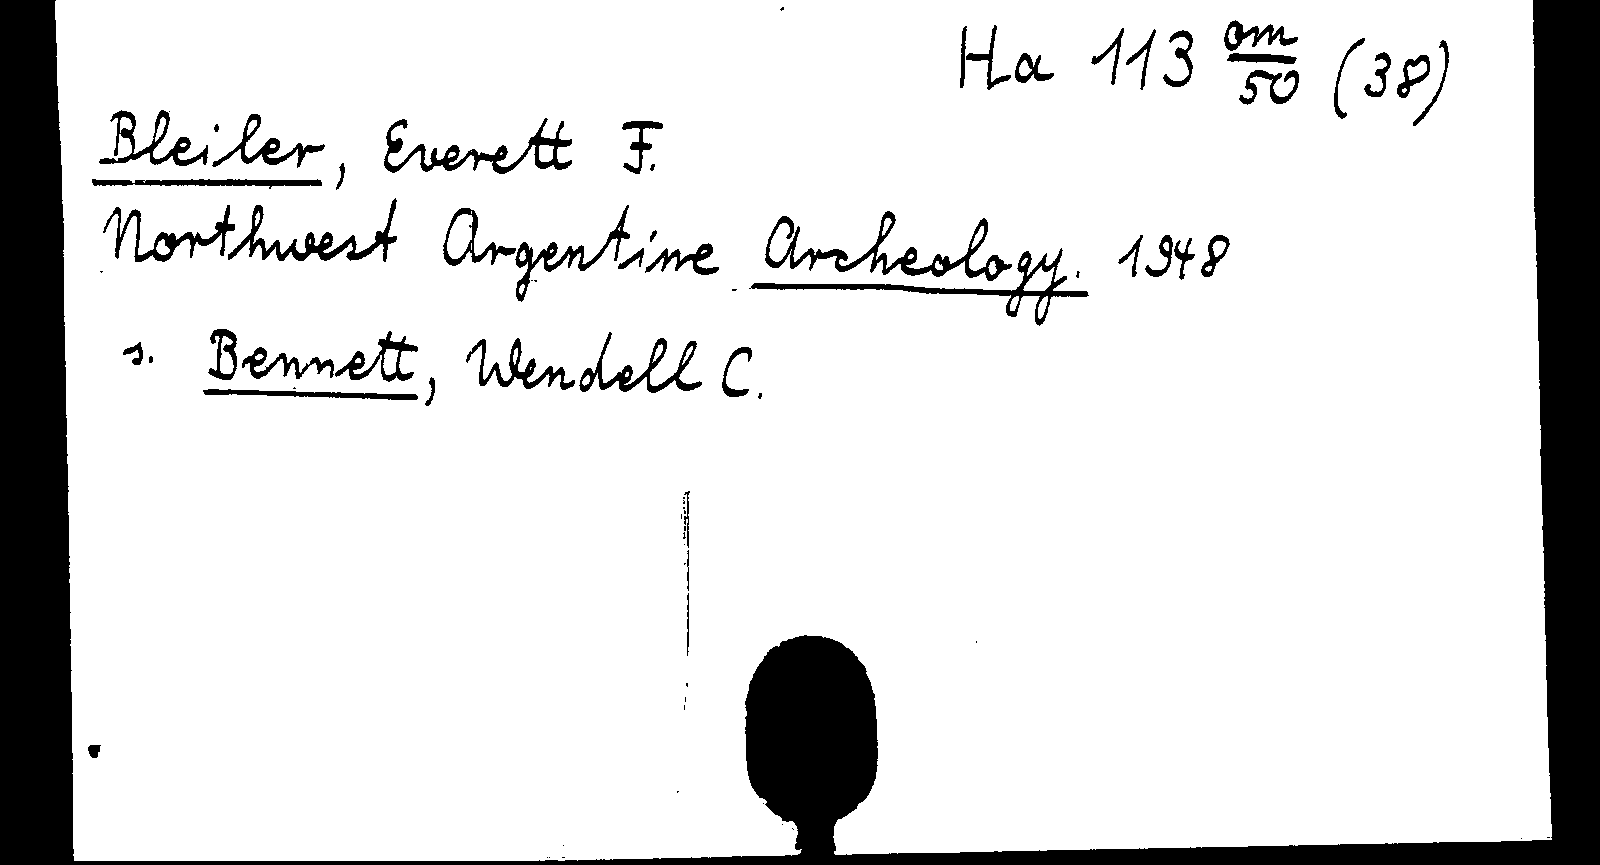 Ha 113 om/50 (38)
Bleiler, Everett F.
Northwest Argentine Archeology. 1948
s. Bennett, Wendell C.